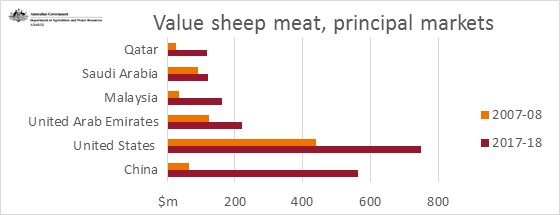 Australian Government
Department of Agriculture and Water Resources
ABARES
Value sheep meat, principal markets
Qatar
Saudi Arabia
Malaysia
United Arab Emirates
United States
China
$m 200 400 600 800
2007-08
2017-18